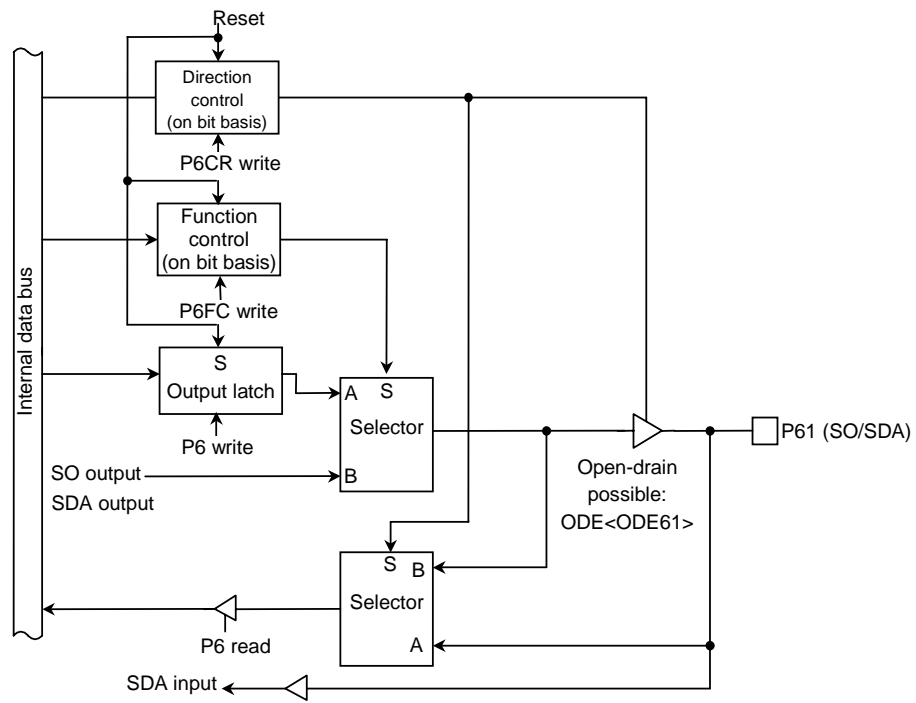 Reset
Direction
control
(on bit basis)
P6CR write
Function
control
(on bit basis)
P6FC write
Internal data bus
S
Output latch
P6 write
A
S
Selector
B
SO output
SDA output
P61 (SO/SDA)
Open-drain
possible:
ODE<ODE61>
S
B
Selector
A
P6 read
SDA input